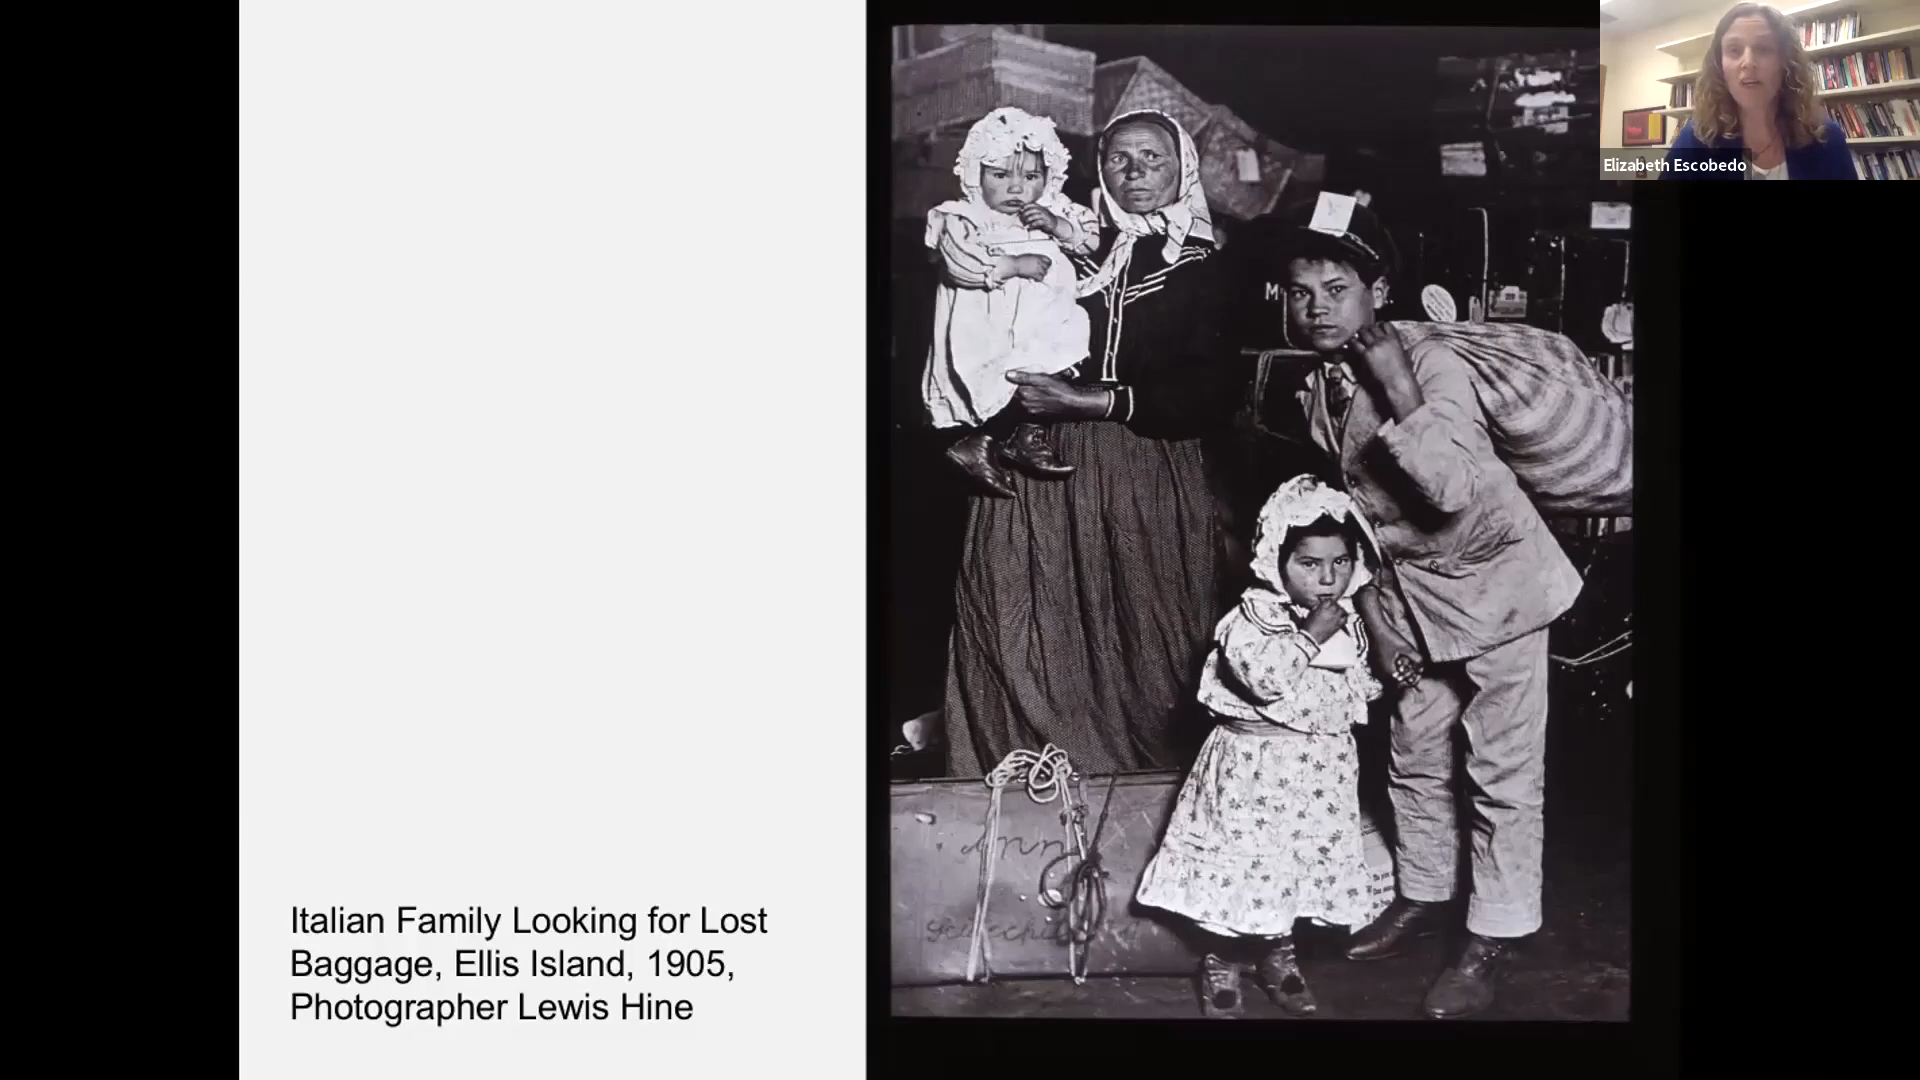 Elizabeth Escobedo
Italian Family Looking for Lost
Baggage, Ellis Island, 1905,
Photographer Lewis Hine